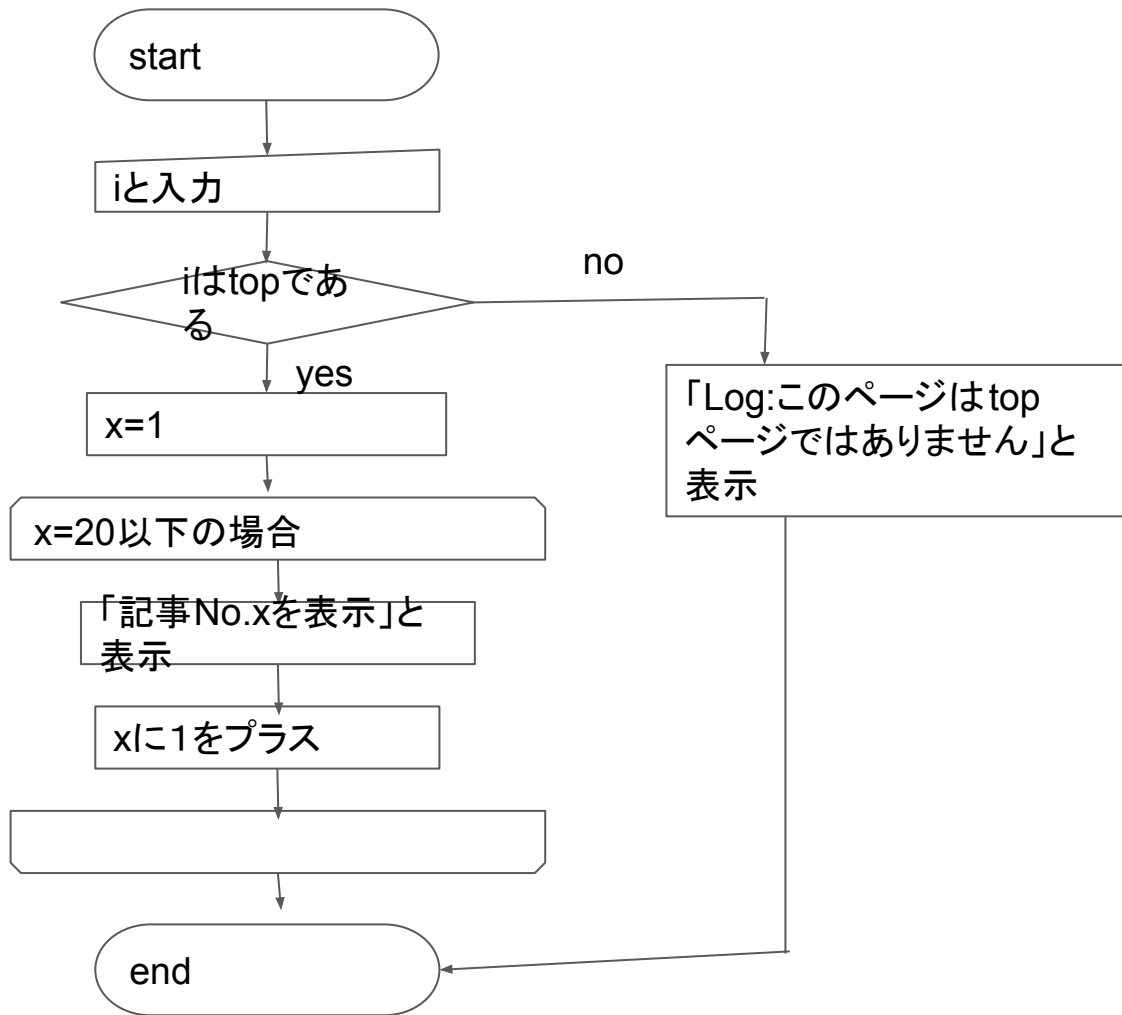 start
iと入力
iはtopであ
る
no
yes
x=1
「Log:このページはtop
ページではありません」と
表示
x=20以下の場合
「記事No.xを表示」と
表示
xに１をプラス
end